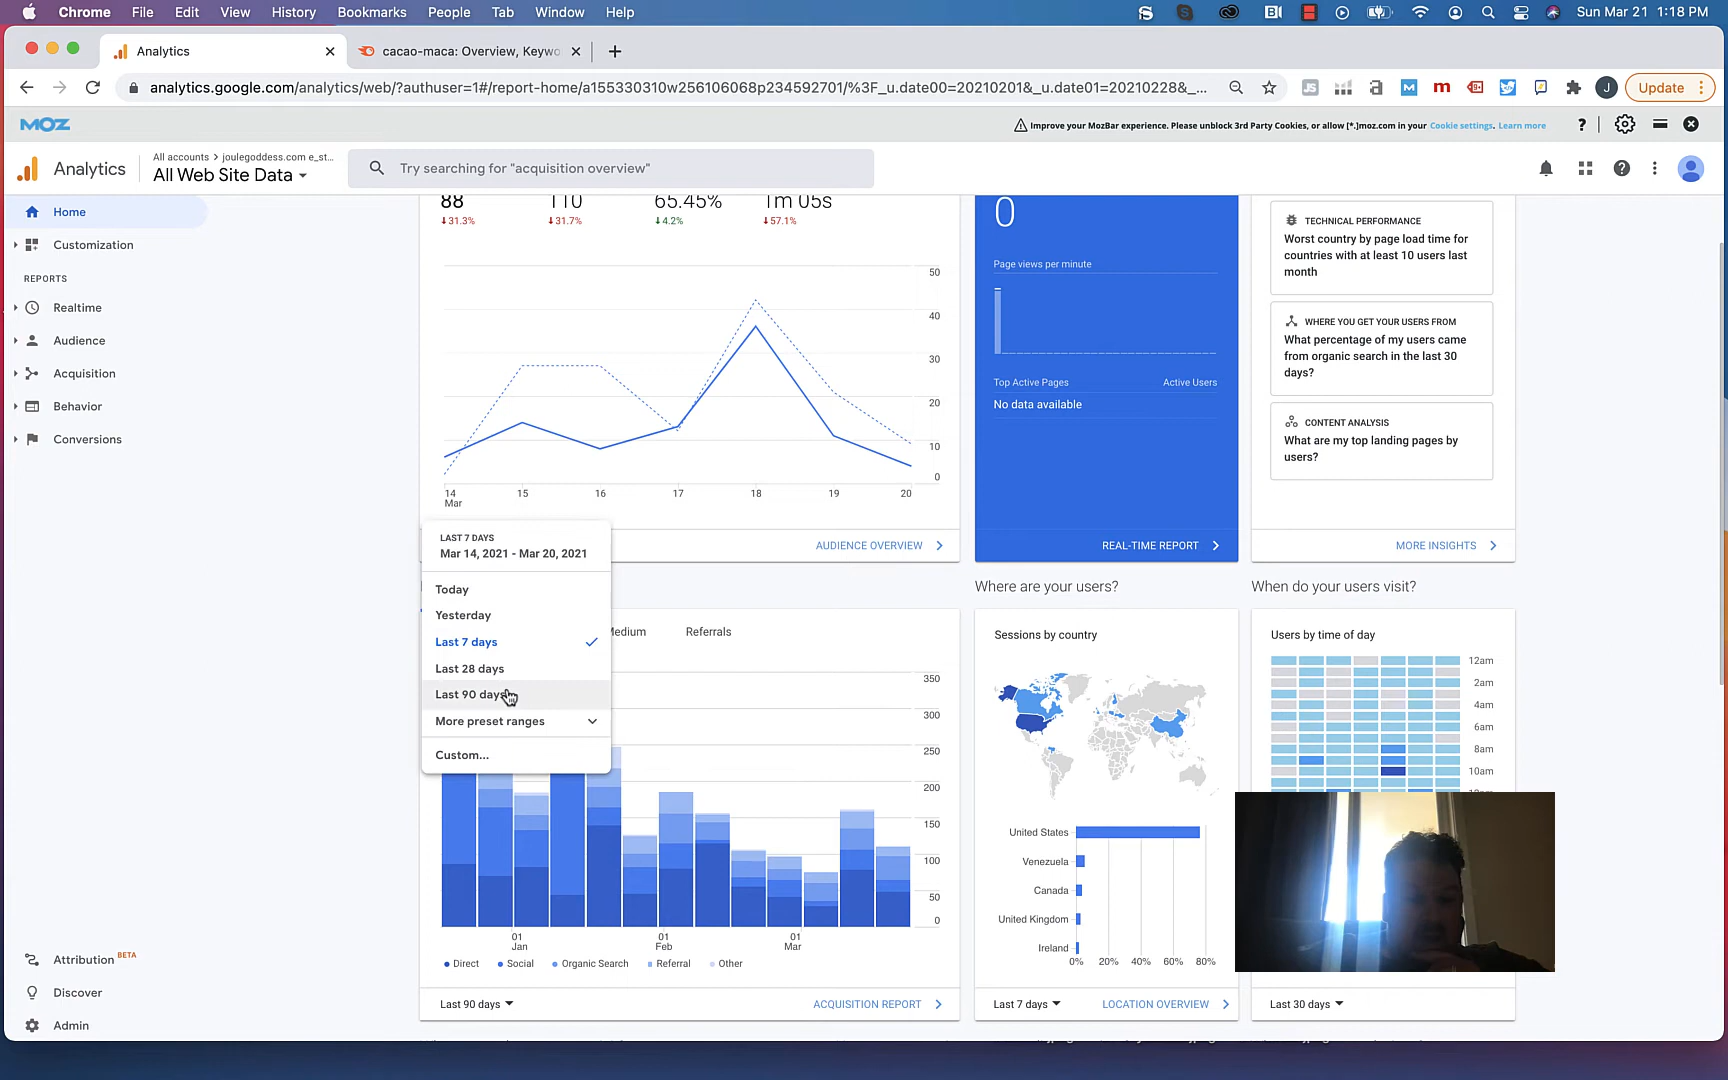 Chrome File Edit View History Bookmarks People Tab Window Help
Sun Mar 21 1:18 PM
Analytics
cacao-maca: Overview, Keywo
analytics.google.com/analytics/web/?authuser=1#/report-home/a155330310w256106068p234592701/%3F_u.date00=20210201&_u.date01=20210228&_...
J
Update
MOZ
Improve your MozBar experience. Please unblock 3rd Party Cookies, or allow [*.]moz.com in your Cookie settings. Learn more
Analytics
All accounts > joulegoddess.com e_st...
All Web Site Data
Try searching for "acquisition overview"
Home
Customization
REPORTS
Realtime
Audience
Acquisition
Behavior
Conversions
Attribution BETA
Discover
Admin
88
110
65.45%
1m 05s
31.3%
31.7%
4.2%
57.1%
50
40
30
20
10
0
14
Mar
15
16
17
18
19
20
AUDIENCE OVERVIEW
0
Page views per minute
Top Active Pages
Active Users
No data available
REAL-TIME REPORT
TECHNICAL PERFORMANCE
Worst country by page load time for
countries with at least 10 users last
month
WHERE YOU GET YOUR USERS FROM
What percentage of my users came
from organic search in the last 30
days?
CONTENT ANALYSIS
What are my top landing pages by
users?
MORE INSIGHTS
LAST 7 DAYS
Mar 14, 2021 - Mar 20, 2021
Today
Yesterday
Last 7 days
Last 28 days
Last 90 days
More preset ranges
Custom...
Medium
Referrals
350
300
250
200
150
100
50
0
01
Jan
01
Feb
01
Mar
Direct
Social
Organic Search
Referral
Other
Last 90 days
ACQUISITION REPORT
Where are your users?
Sessions by country
United States
Venezuela
Canada
United Kingdom
Ireland
0%
20%
40%
60%
80%
Last 7 days
LOCATION OVERVIEW
When do your users visit?
Users by time of day
12am
2am
4am
6am
8am
10am
Last 30 days